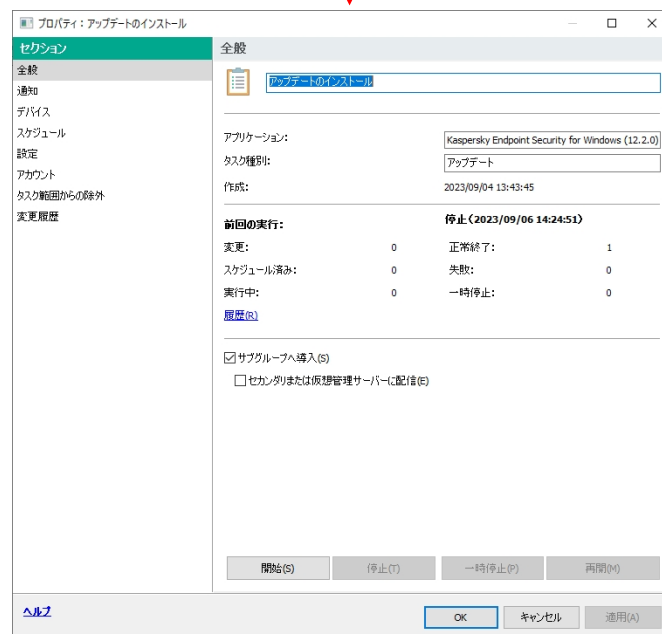 プロパティ：アップデートのインストール
セクション
全般
通知
デバイス
スケジュール
設定
アカウント
タスク範囲からの除外
変更履歴
全般
アップデートのインストール
アプリケーション: Kaspersky Endpoint Security for Windows (12.2.0)
タスク種別: アップデート
作成: 2023/09/04 13:43:45
前回の実行: 停止(2023/09/06 14:24:51)
変更: 0 正常終了: 1
スケジュール済み: 0 失敗: 0
実行中: 0 一時停止: 0
履歴(R)
サブグループへ導入(S)
セカンダリまたは仮想管理サーバーに配信(E)
開始(S) 停止(T) 一時停止(P) 再開(M)
ヘルプ
OK キャンセル 適用(A)